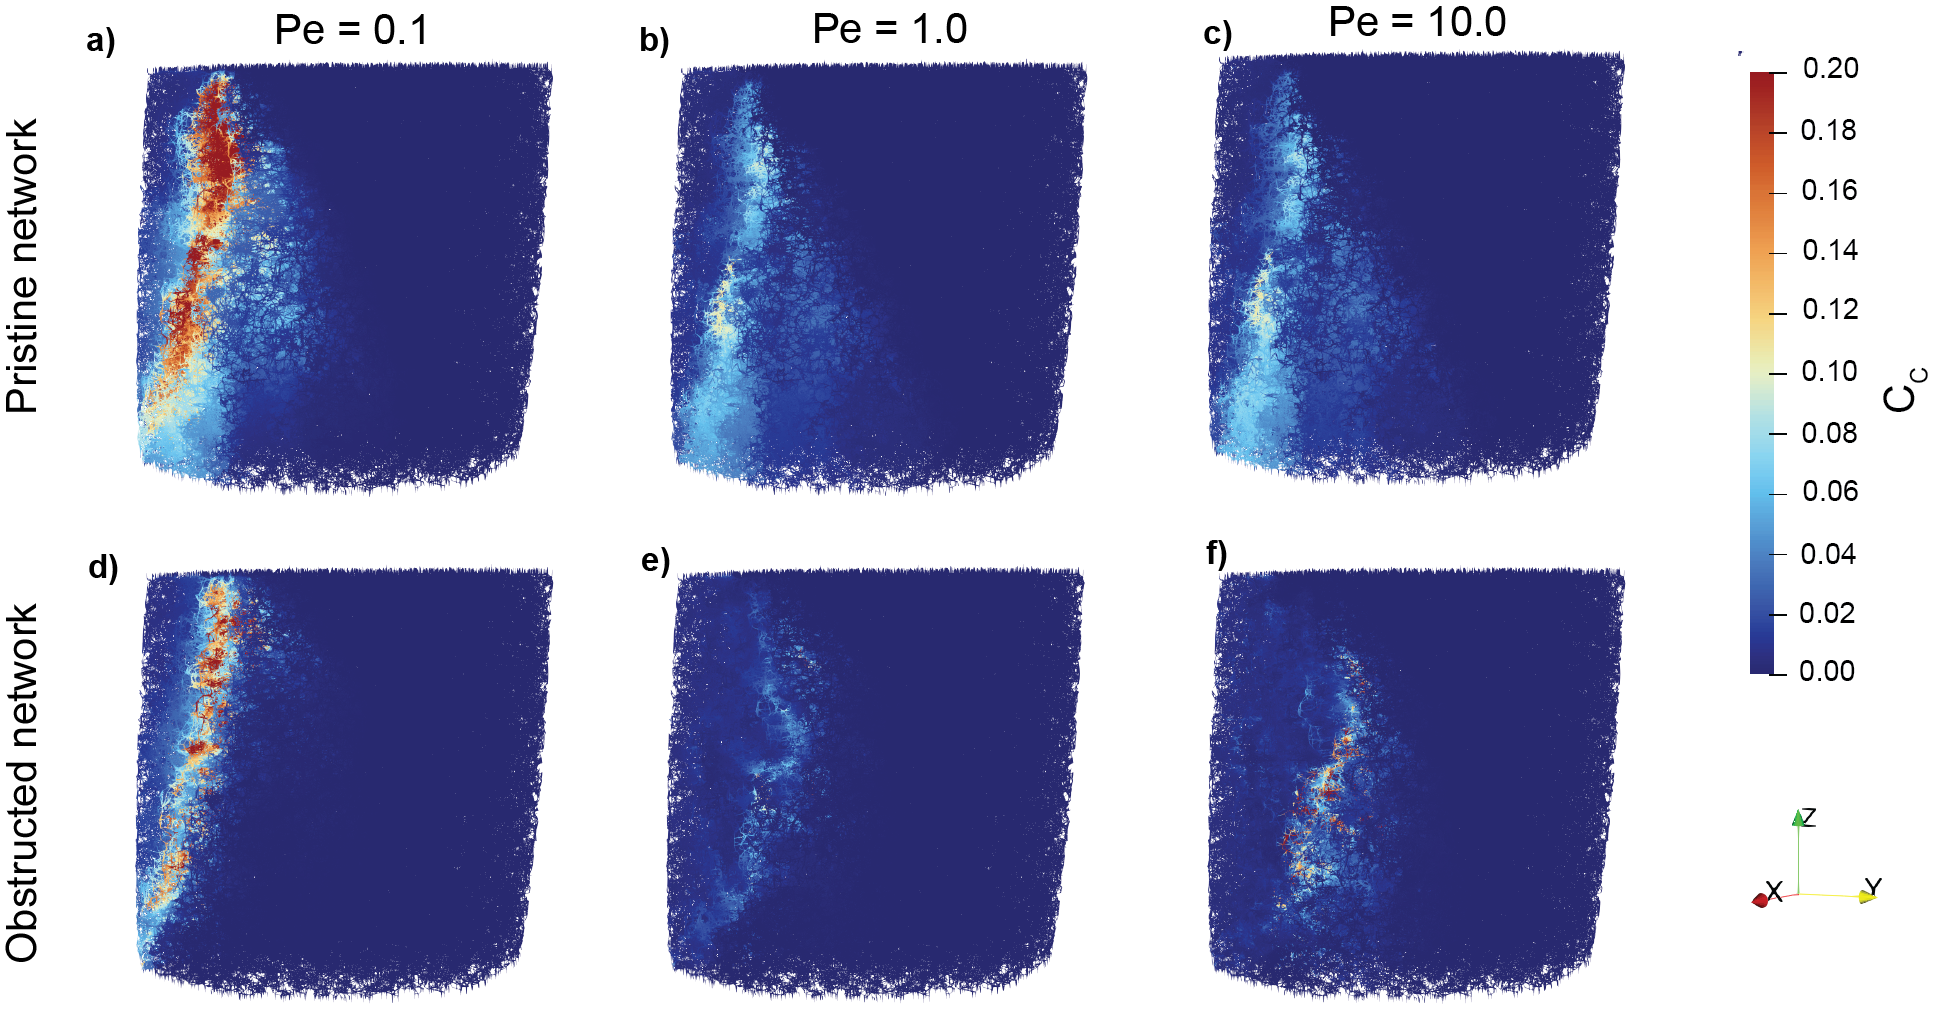 Pe = 0.1
Pe = 1.0
Pe = 10.0
a)
b)
c)
Pristine network
d)
e)
f)
Obstructed network
0.20
0.18
0.16
0.14
0.12
0.10
0.08
0.06
0.04
0.02
0.00
C_C
Z
X
Y